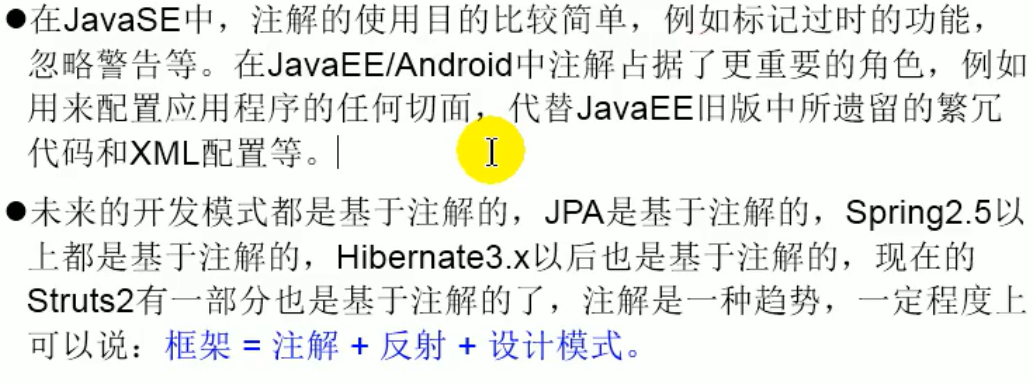 ●在JavaSE中，注解的使用目的比较简单，例如标记过时的功能，
忽略警告等。在JavaEE/Android中注解占据了更重要的角色，例如
用来配置应用程序的任何切面，代替JavaEE旧版中所遗留的繁冗
代码和XML配置等。
●未来的开发模式都是基于注解的，JPA是基于注解的，Spring2.5以
上都是基于注解的，Hibernate3.x以后也是基于注解的，现在的
Struts2有一部分也是基于注解的了，注解是一种趋势，一定程度上
可以说：框架 = 注解 + 反射 + 设计模式。